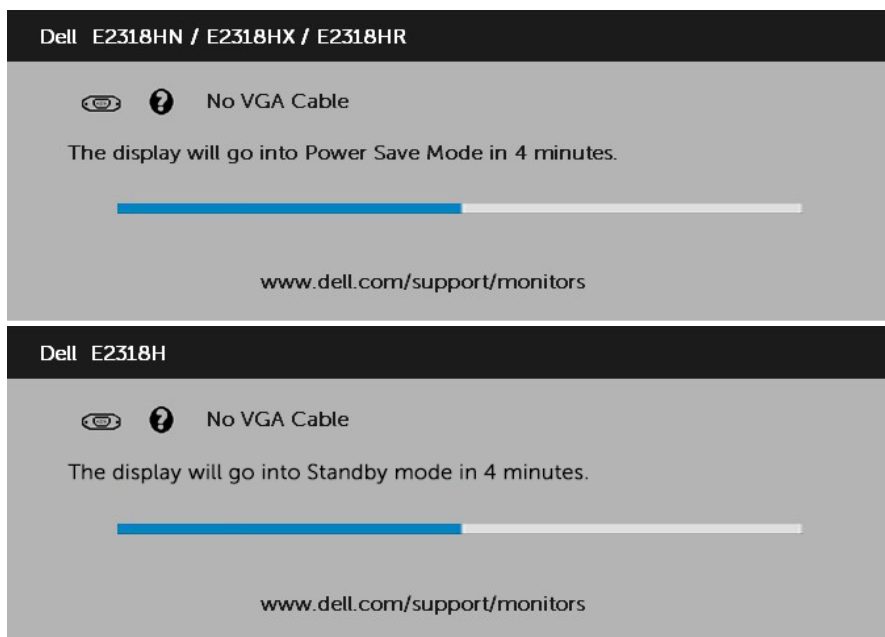 Dell E2318HN / E2318HX / E2318HR
? No VGA Cable
The display will go into Power Save Mode in 4 minutes.
www.dell.com/support/monitors
Dell E2318H
? No VGA Cable
The display will go into Standby mode in 4 minutes.
www.dell.com/support/monitors